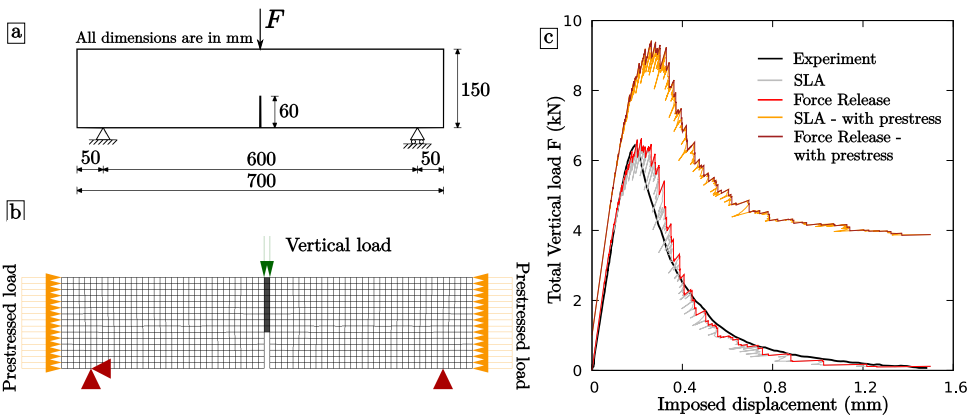 a
All dimensions are in mm
F
150
60
50
600
50
700
b
Vertical load
Prestressed load
Prestressed load
c
Total Vertical load F (kN)
10
8
6
4
2
0
0
0.4
0.8
1.2
1.6
Imposed displacement (mm)
Experiment
SLA
Force Release
SLA - with prestress
Force Release -
with prestress